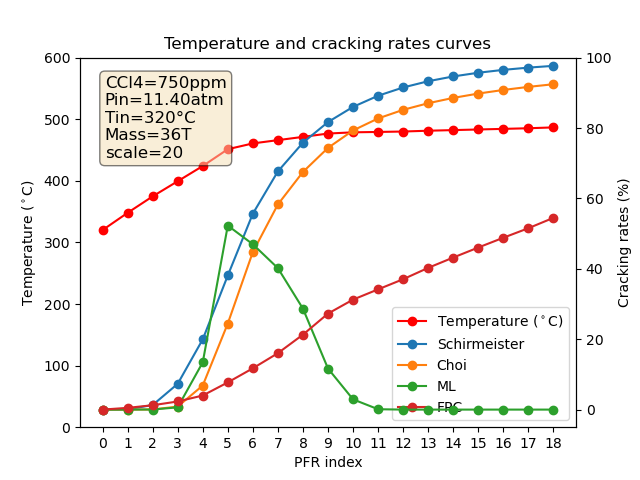 Temperature and cracking rates curves
CCl4=750ppm
Pin=11.40atm
Tin=320°C
Mass=36T
scale=20
Temperature (°C)
600
500
400
300
200
100
0
Cracking rates (%)
100
80
60
40
20
0
Temperature (°C)
Schirmeister
Choi
ML
FPC
0 1 2 3 4 5 6 7 8 9 10 11 12 13 14 15 16 17 18
PFR index